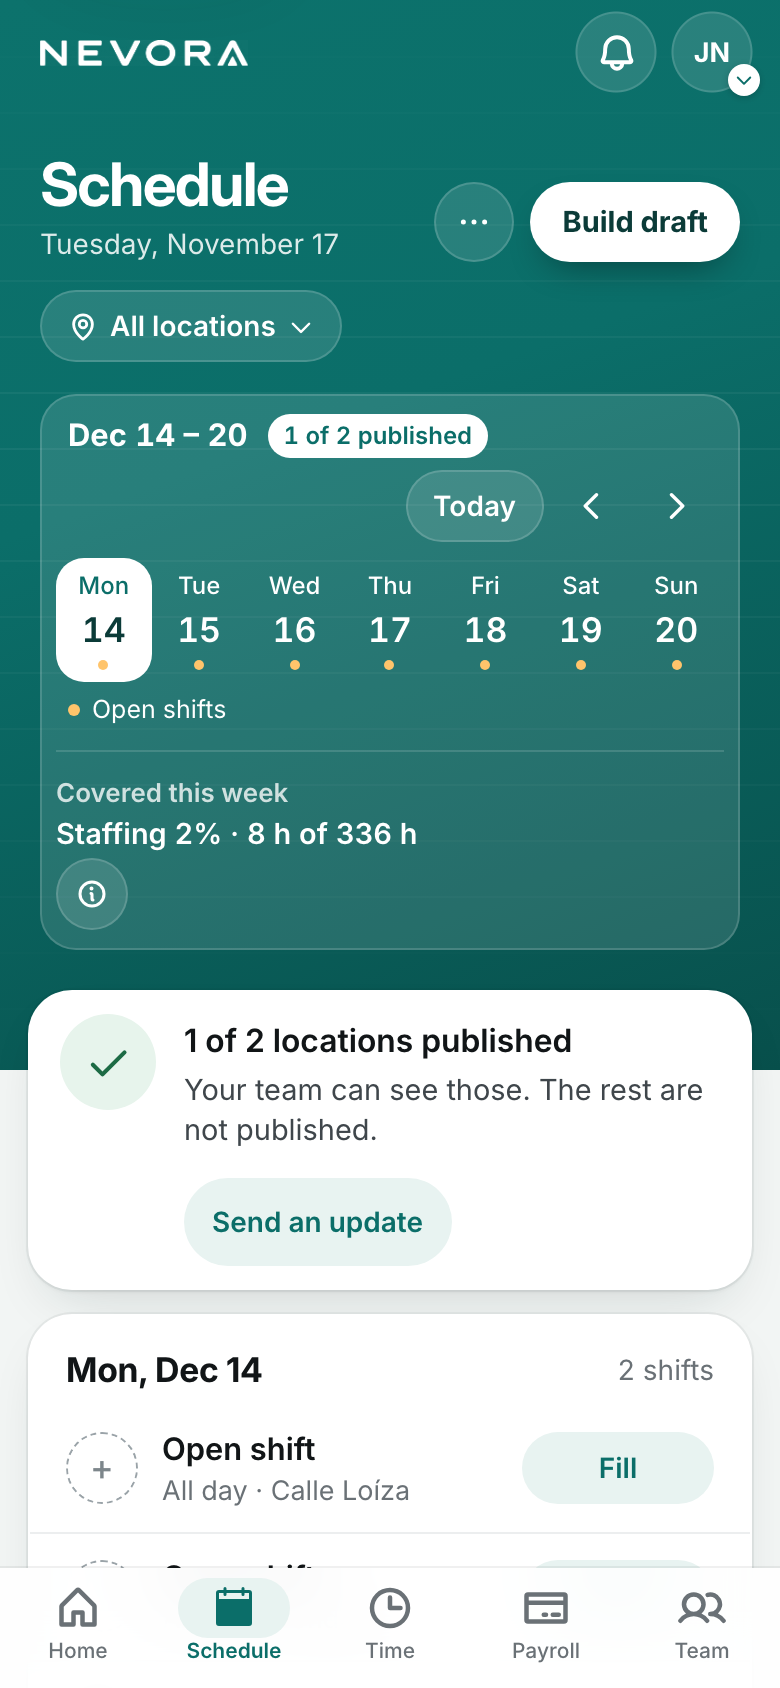 NEVORA
JN
Schedule
Tuesday, November 17
Build draft
All locations
Dec 14 – 20
1 of 2 published
Today
Mon Tue Wed Thu Fri Sat Sun
14 15 16 17 18 19 20
Open shifts
Covered this week
Staffing 2% · 8 h of 336 h
1 of 2 locations published
Your team can see those. The rest are
not published.
Send an update
Mon, Dec 14
2 shifts
Open shift
Fill
All day · Calle Loíza
Home Schedule Time Payroll Team